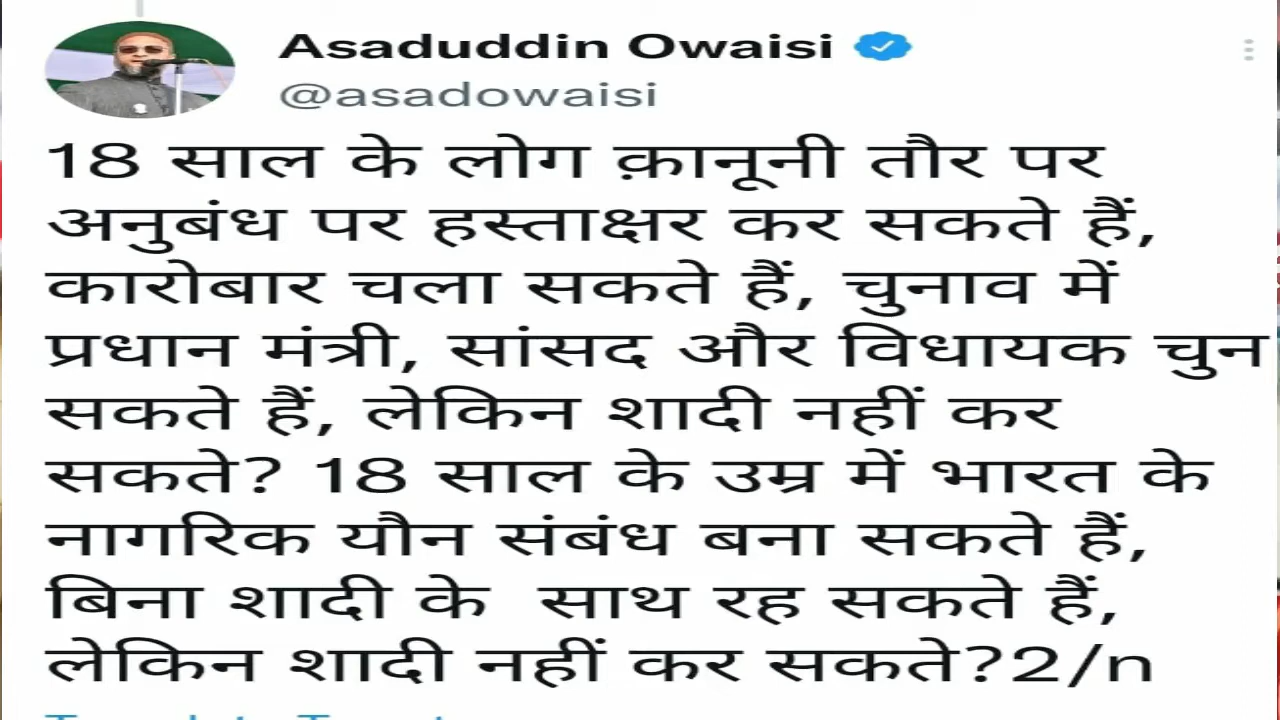 Asaduddin Owaisi
@asadowaisi
18 साल के लोग क़ानूनी तौर पर
अनुबंध पर हस्ताक्षर कर सकते हैं,
कारोबार चला सकते हैं, चुनाव में
प्रधान मंत्री, सांसद और विधायक चुन
सकते हैं, लेकिन शादी नहीं कर
सकते? 18 साल के उम्र में भारत के
नागरिक यौन संबंध बना सकते हैं,
बिना शादी के  साथ रह सकते हैं,
लेकिन शादी नहीं कर सकते?2/n